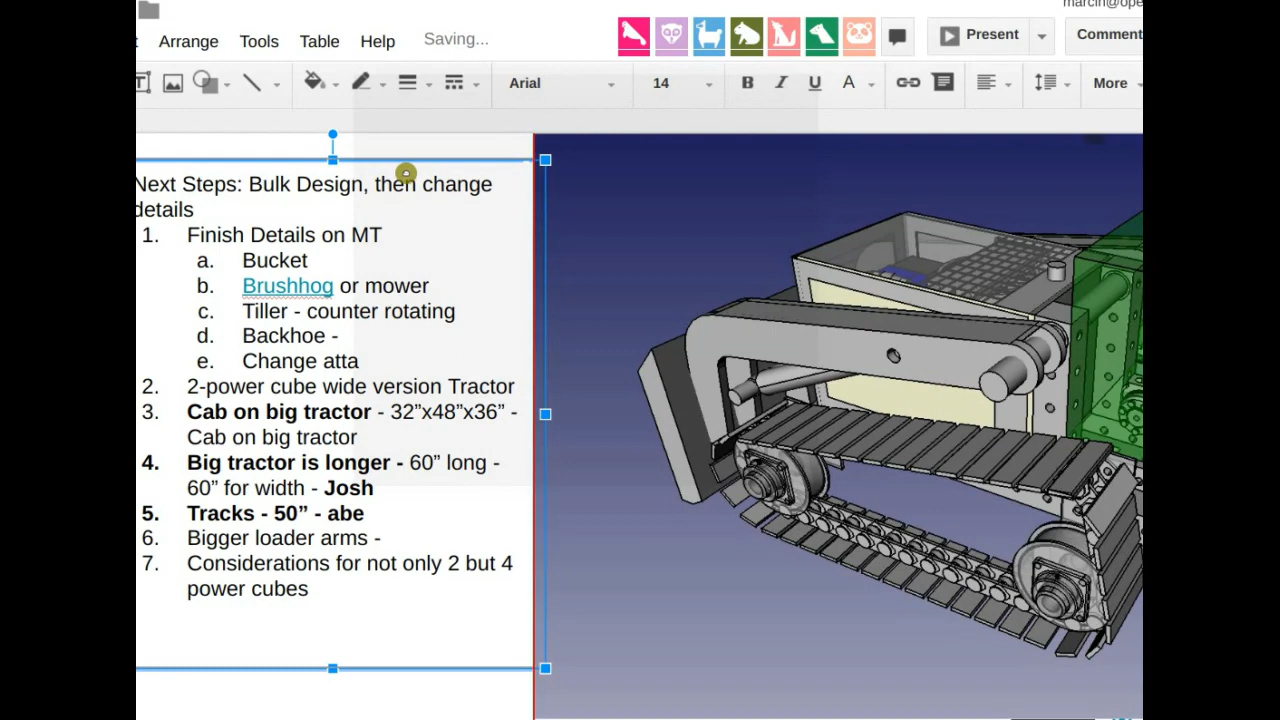 marcin@ope
Arrange Tools Table Help Saving...
Present Comment
Arial 14 B I U A More
Next Steps: Bulk Design, then change
details
1. Finish Details on MT
a. Bucket
b. Brushhog or mower
c. Tiller - counter rotating
d. Backhoe -
e. Change atta
2. 2-power cube wide version Tractor
3. Cab on big tractor - 32”x48”x36” -
Cab on big tractor
4. Big tractor is longer - 60” long -
60” for width - Josh
5. Tracks - 50” - abe
6. Bigger loader arms -
7. Considerations for not only 2 but 4
power cubes